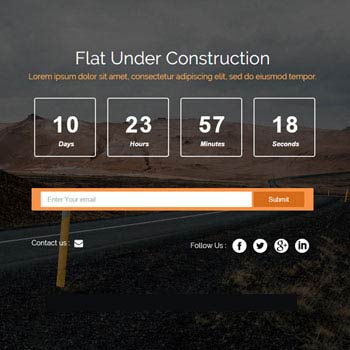 Flat Under Construction
Lorem ipsum dolor sit amet, consectetur adipiscing elit, sed do eiusmod tempor.
10 23 57 18
Days Hours Minutes Seconds
Enter Your email Submit
Contact us : Follow Us :